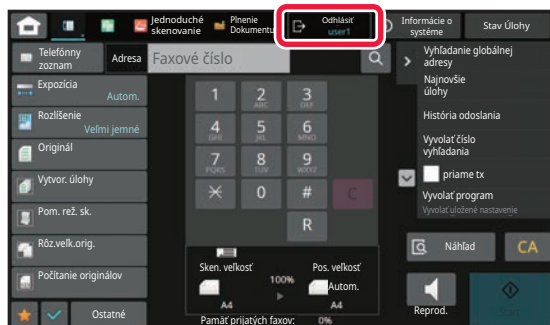 Jednoduché
skenovanie
Plnenie
Dokumentu
Odhlásiť
user1
Informácie o
systéme
Stav Úlohy
Telefónny
zoznam
Adresa
Faxové číslo
Vyhľadanie globálnej
adresy
Expozícia
Autom.
Najnovšie
úlohy
Rozlíšenie
Veľmi jemné
História odoslania
Originál
Vyvolať číslo
vyhľadania
Vytvor. úlohy
priame tx
Pom. rež. sk.
Vyvolať program
Vyvolať uložené nastavenie
Rôz.veľk.orig.
Počítanie originálov
Ostatné
1
2
ABC
3
DEF
4
GHI
5
JKL
6
MNO
7
PQRS
8
TUV
9
WXYZ
0
#
C
R
Sken. veľkosť
100%
Pos. veľkosť
Autom.
A4
A4
Pamäť prijatých faxov: 0%
Náhľad
CA
Reprod.